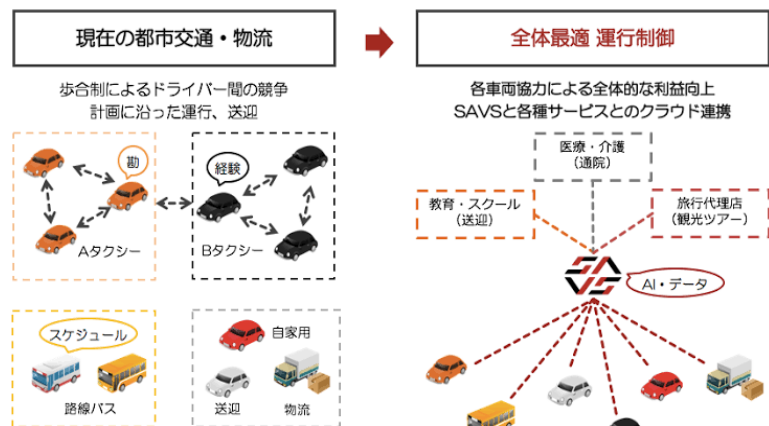 現在の都市交通・物流
全体最適 運行制御
歩合制によるドライバー間の競争
計画に沿った運行、送迎
各車両協力による全体的な利益向上
SAVSと各種サービスとのクラウド連携
勘
経験
Aタクシー
Bタクシー
医療・介護
(通院)
教育・スクール
(送迎)
旅行代理店
(観光ツアー)
SAVS
AI・データ
スケジュール
路線バス
自家用
送迎
物流